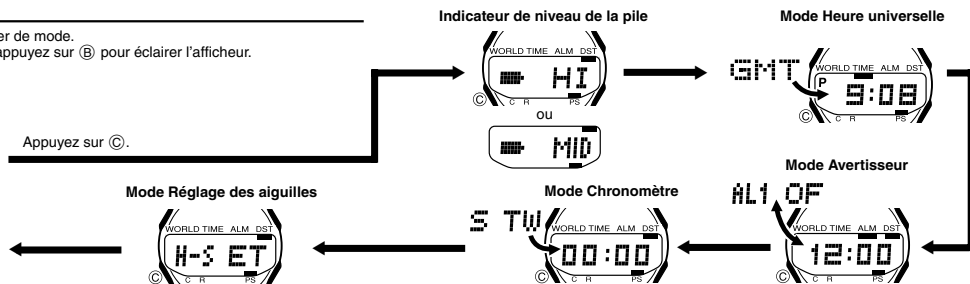 er de mode.
appuyez sur Ⓑ pour éclairer l'afficheur.
Appuyez sur Ⓒ.
Indicateur de niveau de la pile
WORLD TIME ALM DST
HI
Ⓒ C R PS
ou
MID
Mode Heure universelle
GMT
WORLD TIME ALM DST
P 9:08
Ⓒ C R PS
Mode Avertisseur
AL1 OF
WORLD TIME ALM DST
12:00
Ⓒ C R PS
Mode Chronomètre
S TW
WORLD TIME ALM DST
00:00
Ⓒ C R PS
Mode Réglage des aiguilles
WORLD TIME ALM DST
H-S ET
Ⓒ C R PS